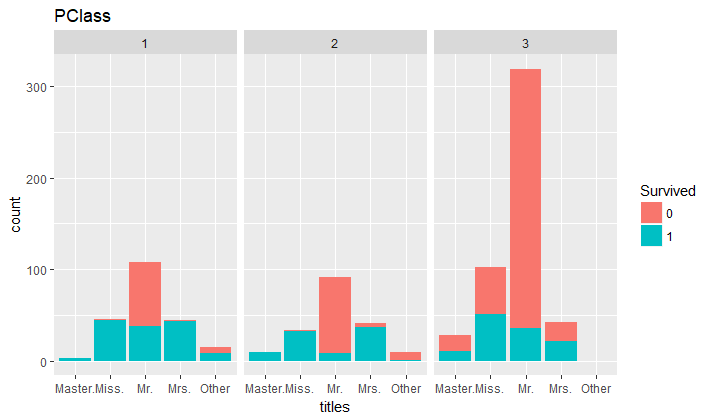 PClass
1 2 3
300
200
100
0
count
Master. Miss. Mr. Mrs. Other Master. Miss. Mr. Mrs. Other Master. Miss. Mr. Mrs. Other
titles
Survived
0
1